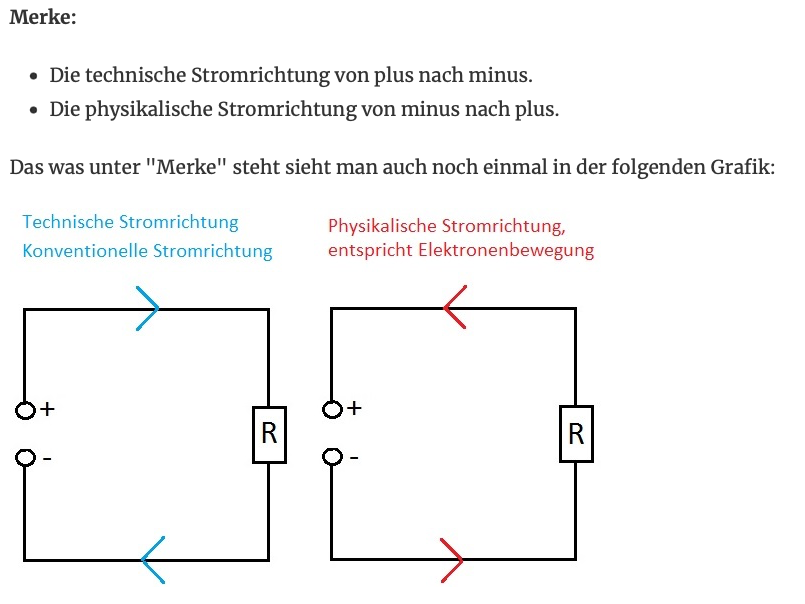 Merke:
• Die technische Stromrichtung von plus nach minus.
• Die physikalische Stromrichtung von minus nach plus.
Das was unter "Merke" steht sieht man auch noch einmal in der folgenden Grafik:
Technische Stromrichtung
Konventionelle Stromrichtung
Physikalische Stromrichtung,
entspricht Elektronenbewegung
+
-
R
+
-
R